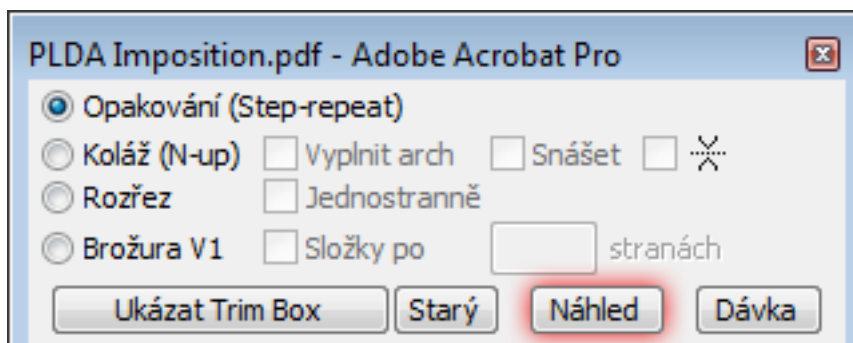 PLDA Imposition.pdf - Adobe Acrobat Pro
Opakování (Step-repeat)
Koláž (N-up) Vyplnit arch Snášet
Rozřez Jednostranně
Brožura V1 Složky po stranách
Ukázat Trim Box Starý Náhled Dávka